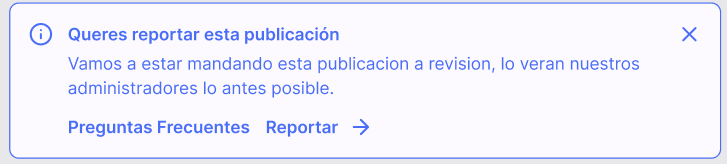 Queres reportar esta publicación
Vamos a estar mandando esta publicacion a revision, lo veran nuestros
administradores lo antes posible.
Preguntas Frecuentes Reportar